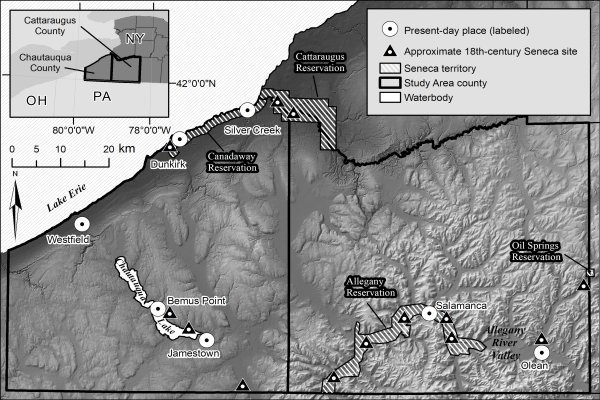 Cattaraugus
County
NY
Chautauqua
County
42°0'0"N
OH
PA
80°0'0"W
78°0'0"W
0 5 10 20 km
N
Present-day place (labeled)
Approximate 18th-century Seneca site
Seneca territory
Study Area county
Waterbody
Cattaraugus
Reservation
Silver Creek
Dunkirk
Canadaway
Reservation
Lake Erie
Westfield
Oil Springs
Reservation
Chautauqua
Lake
Bemus Point
Jamestown
Allegany
Reservation
Salamanca
Allegany
River
Valley
Olean